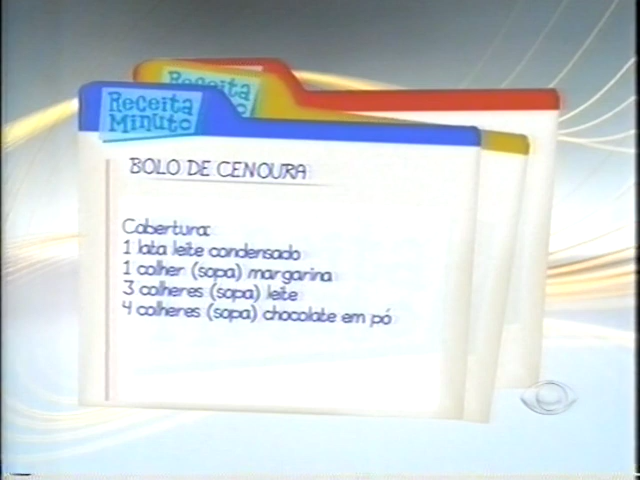 Receita
Receita
Minuto
BOLO DE CENOURA
Cobertura:
1 lata leite condensado
1 colher (sopa) margarina
3 colheres (sopa) leite
4 colheres (sopa) chocolate em pó